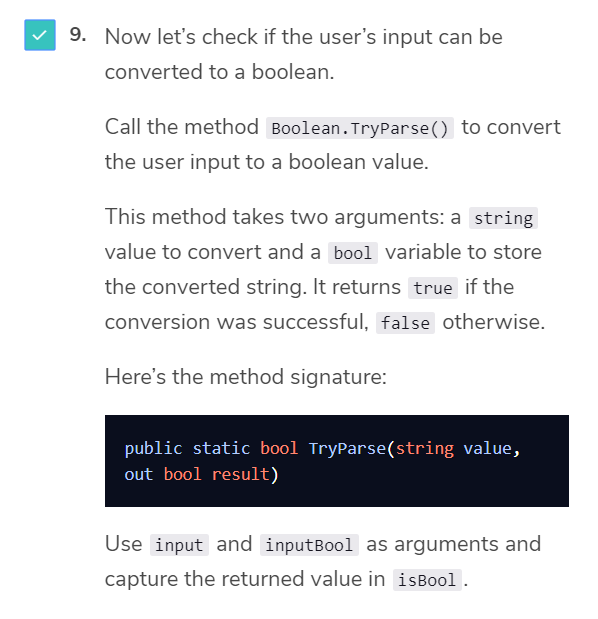 9. Now let’s check if the user’s input can be
converted to a boolean.
Call the method Boolean.TryParse() to convert
the user input to a boolean value.
This method takes two arguments: a string
value to convert and a bool variable to store
the converted string. It returns true if the
conversion was successful, false otherwise.
Here’s the method signature:
public static bool TryParse(string value,
out bool result)
Use input and inputBool as arguments and
capture the returned value in isBool.